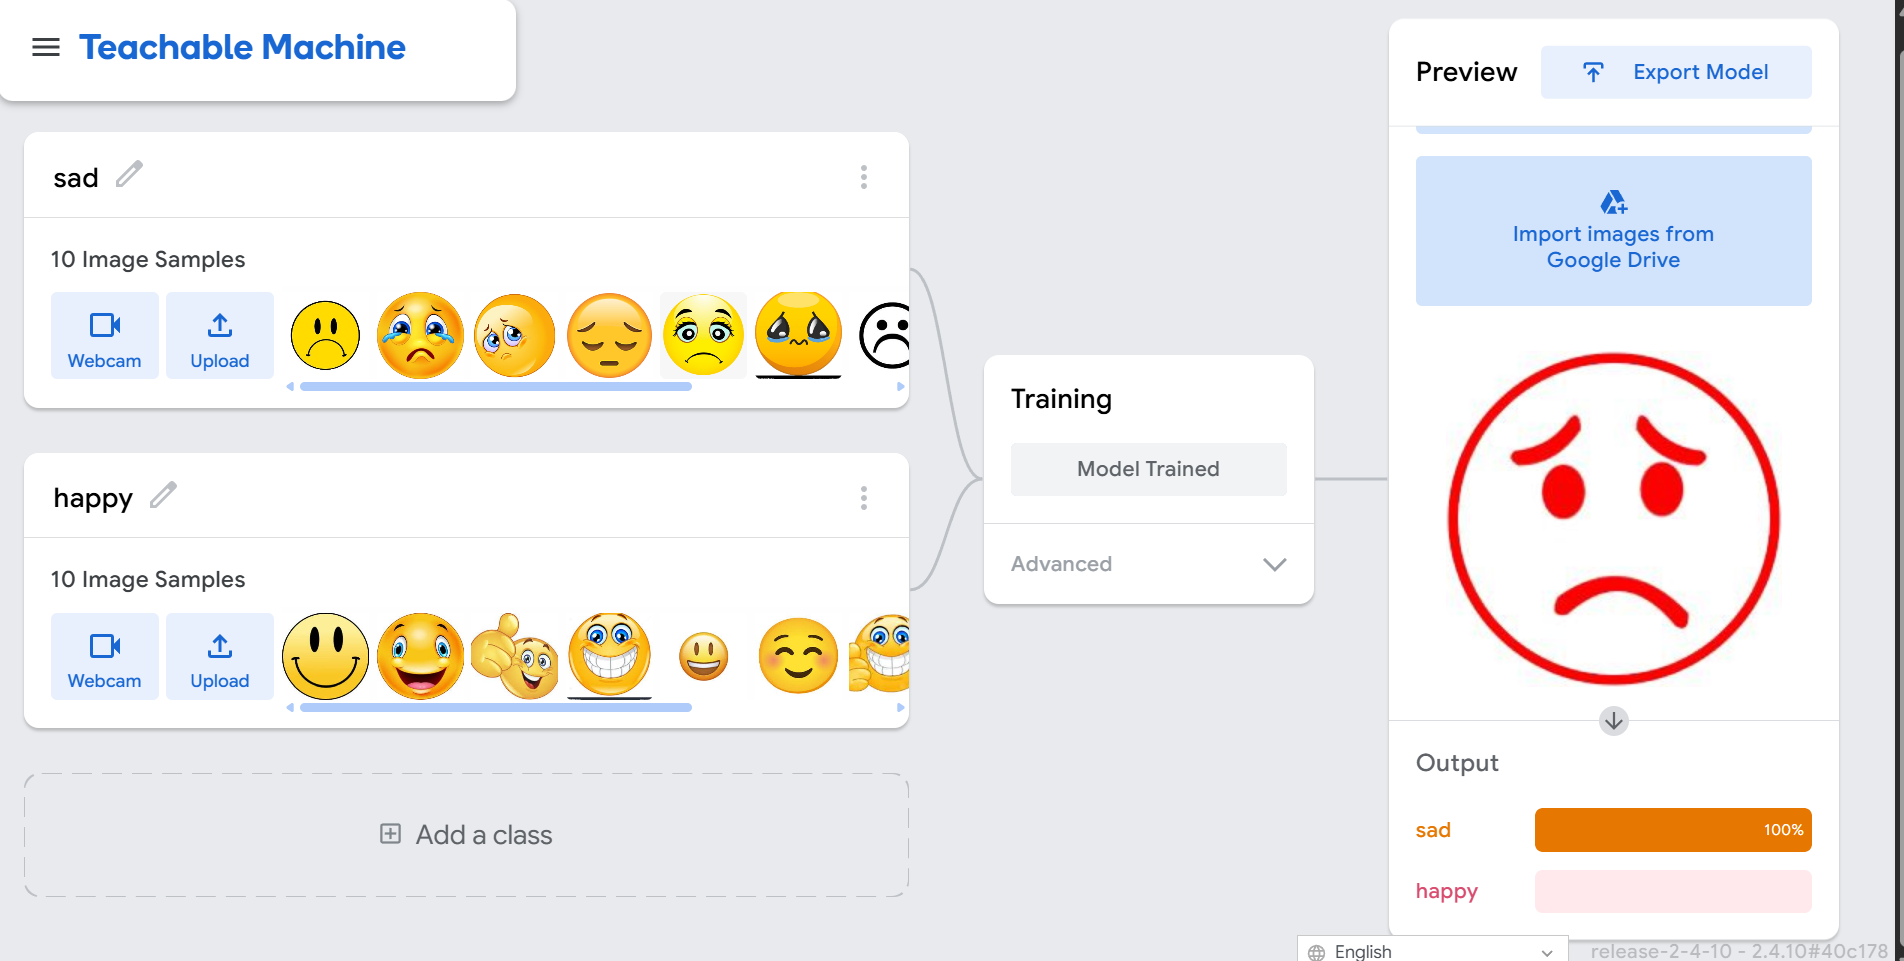 Teachable Machine
sad
10 Image Samples
Webcam
Upload
happy
10 Image Samples
Webcam
Upload
Add a class
Training
Model Trained
Advanced
Preview
Export Model
Import images from
Google Drive
Output
sad
100%
happy
English
release-2-4-10 - 2.4.10#40c178